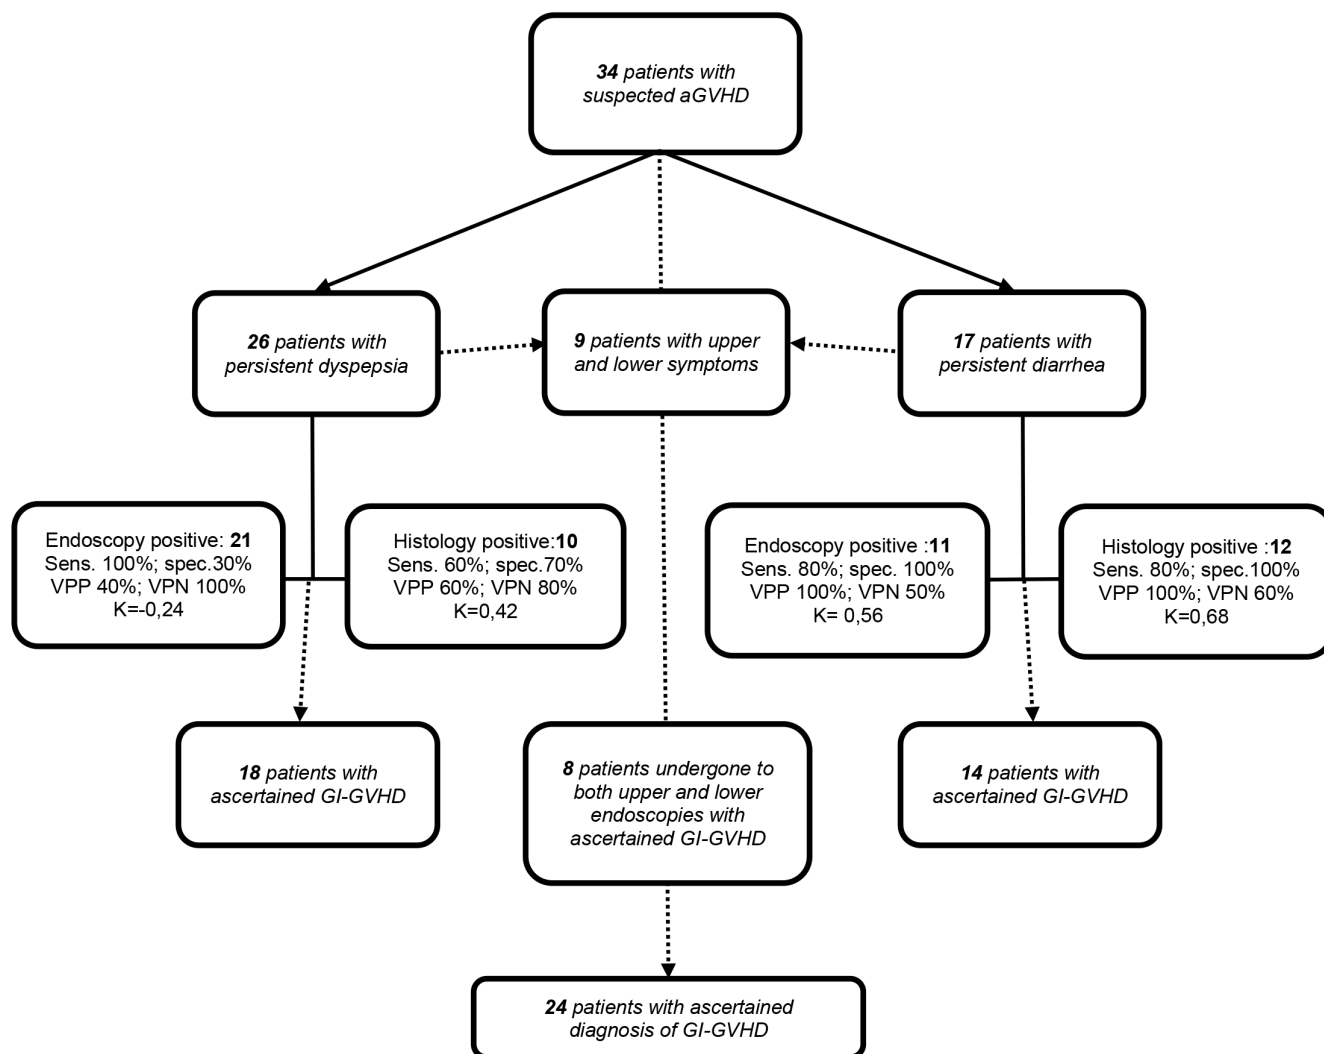 34 patients with
suspected aGVHD
26 patients with
persistent dyspepsia
9 patients with upper
and lower symptoms
17 patients with
persistent diarrhea
Endoscopy positive: 21
Sens. 100%; spec.30%
VPP 40%; VPN 100%
K=-0,24
Histology positive:10
Sens. 60%; spec.70%
VPP 60%; VPN 80%
K=0,42
Endoscopy positive :11
Sens. 80%; spec. 100%
VPP 100%; VPN 50%
K= 0,56
Histology positive :12
Sens. 80%; spec.100%
VPP 100%; VPN 60%
K=0,68
18 patients with
ascertained GI-GVHD
8 patients undergone to
both upper and lower
endoscopies with
ascertained GI-GVHD
14 patients with
ascertained GI-GVHD
24 patients with ascertained
diagnosis of GI-GVHD